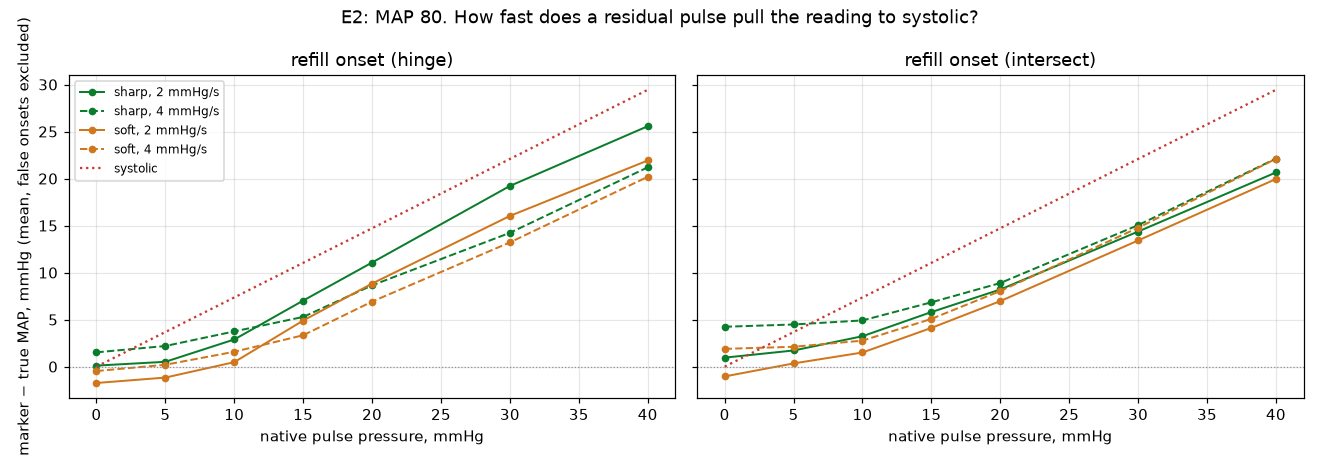 E2: MAP 80. How fast does a residual pulse pull the reading to systolic?
marker − true MAP, mmHg (mean, false onsets excluded)
refill onset (hinge)
30
25
20
15
10
5
0
sharp, 2 mmHg/s
sharp, 4 mmHg/s
soft, 2 mmHg/s
soft, 4 mmHg/s
systolic
0 5 10 15 20 25 30 35 40
native pulse pressure, mmHg
refill onset (intersect)
0 5 10 15 20 25 30 35 40
native pulse pressure, mmHg